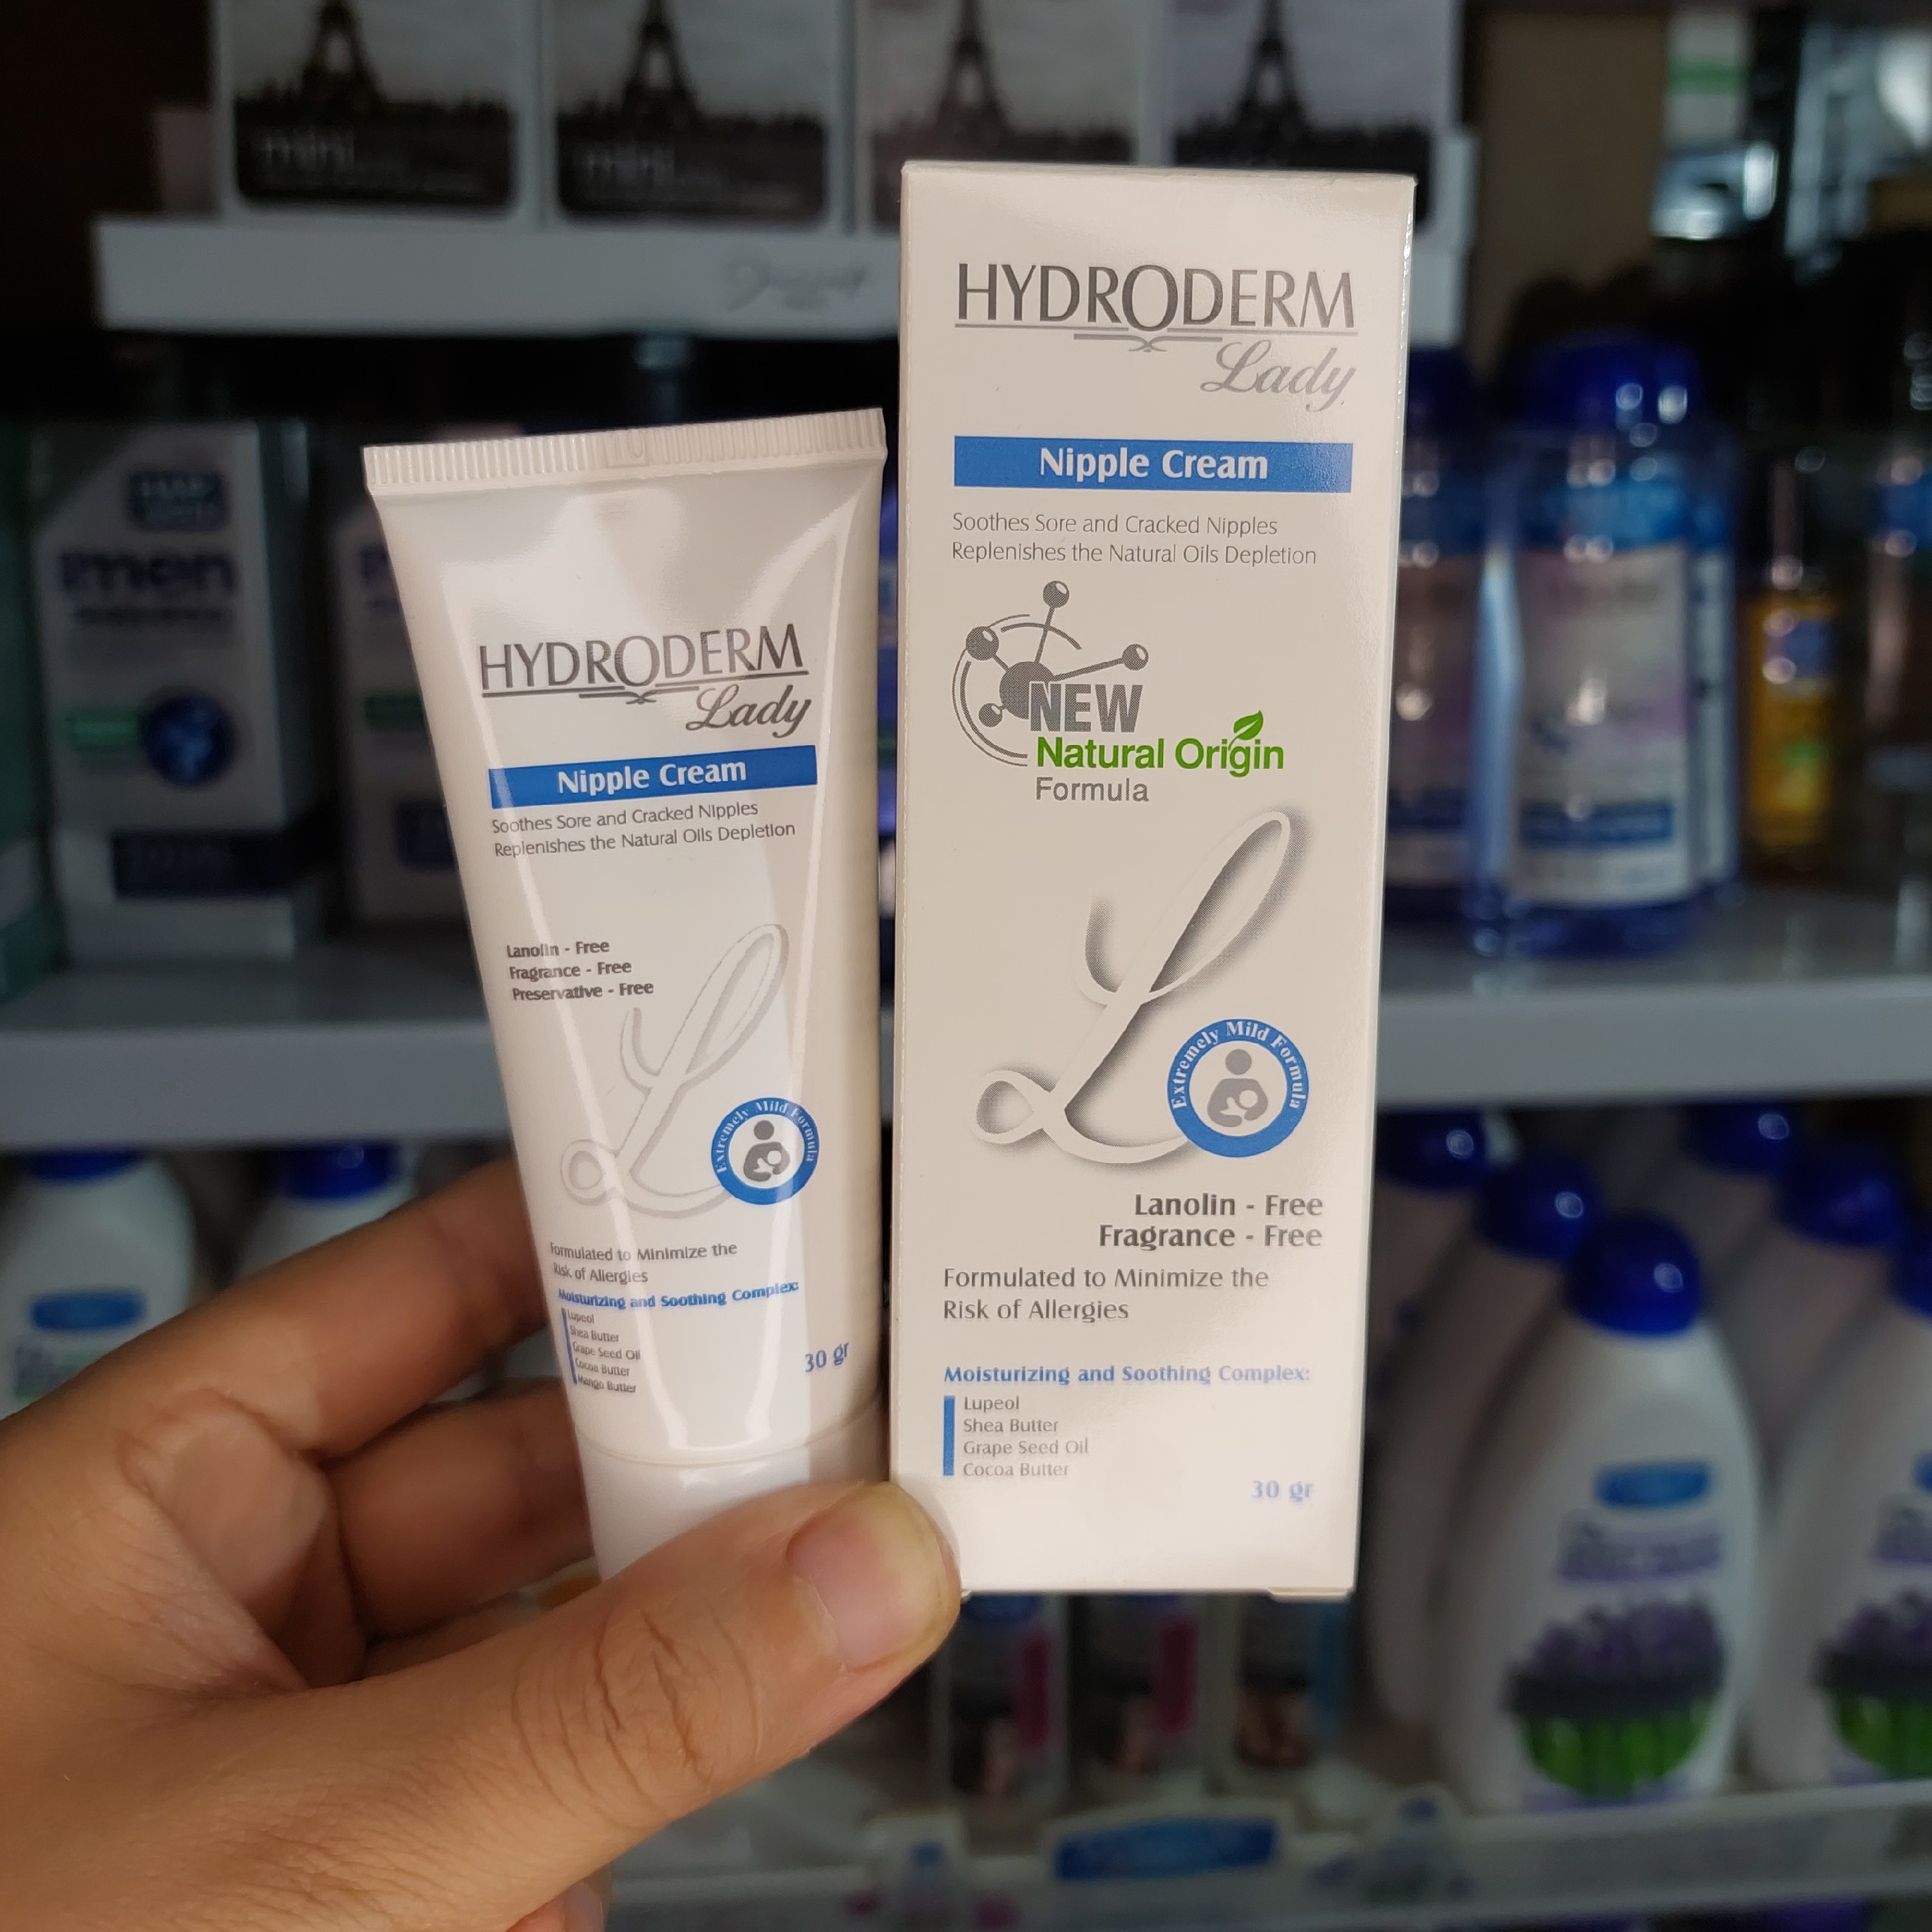 HYDRODERM
Lady
Nipple Cream
Soothes Sore and Cracked Nipples
Replenishes the Natural Oils Depletion
Lanolin - Free
Fragrance - Free
Preservative - Free
Extremely Mild Formula
Formulated to Minimize the
Risk of Allergies
Moisturizing and Soothing Complex:
Lupeol
Shea Butter
Grape Seed Oil
Cocoa Butter
Mango Butter
30 gr
HYDRODERM
Lady
Nipple Cream
Soothes Sore and Cracked Nipples
Replenishes the Natural Oils Depletion
NEW
Natural Origin
Formula
L
Extremely Mild Formula
Lanolin - Free
Fragrance - Free
Formulated to Minimize the
Risk of Allergies
Moisturizing and Soothing Complex:
Lupeol
Shea Butter
Grape Seed Oil
Cocoa Butter
30 gr
men
mini
mini